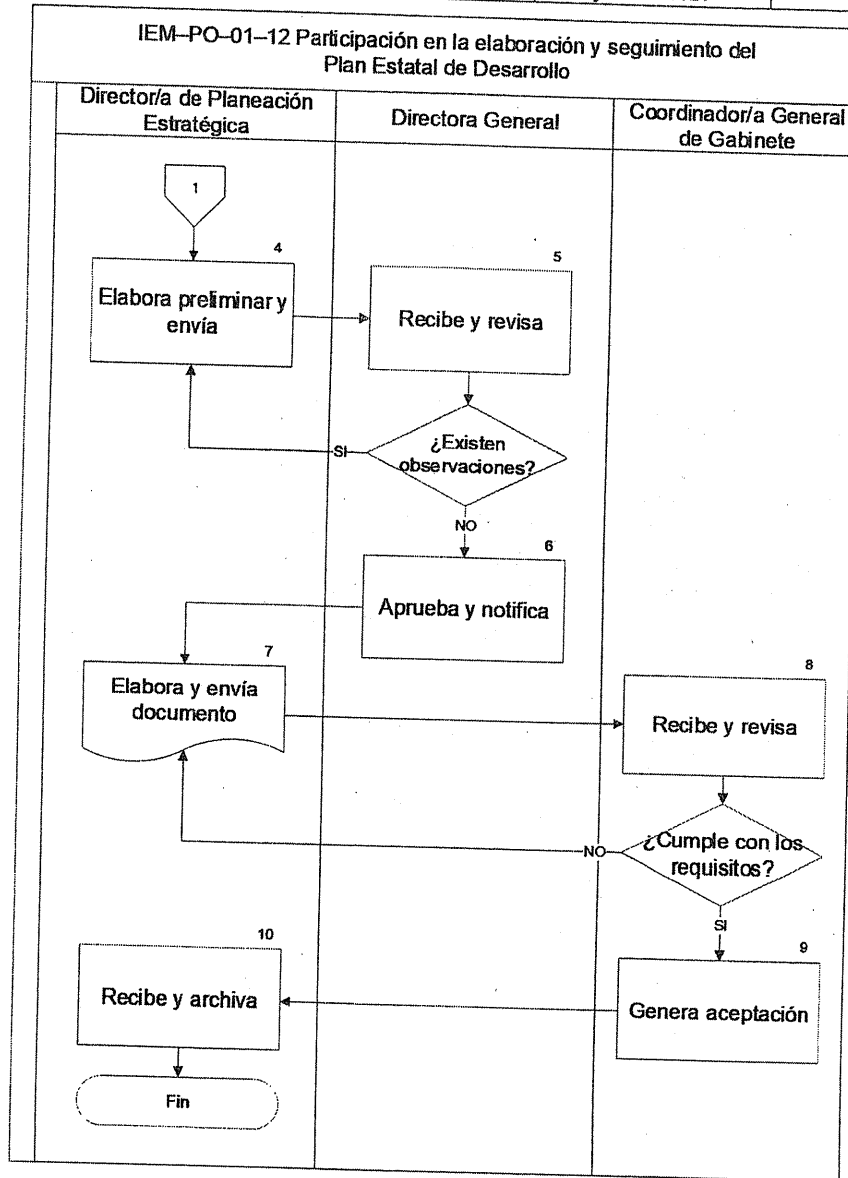 IEM–PO–01–12 Participación en la elaboración y seguimiento del
Plan Estatal de Desarrollo
Director/a de Planeación
Estratégica
Directora General
Coordinador/a General
de Gabinete
1
4
Elabora preliminar y
envía
5
Recibe y revisa
¿Existen
observaciones?
SI
NO
6
Aprueba y notifica
7
Elabora y envía
documento
8
Recibe y revisa
¿Cumple con los
requisitos?
NO
SI
9
Genera aceptación
10
Recibe y archiva
Fin